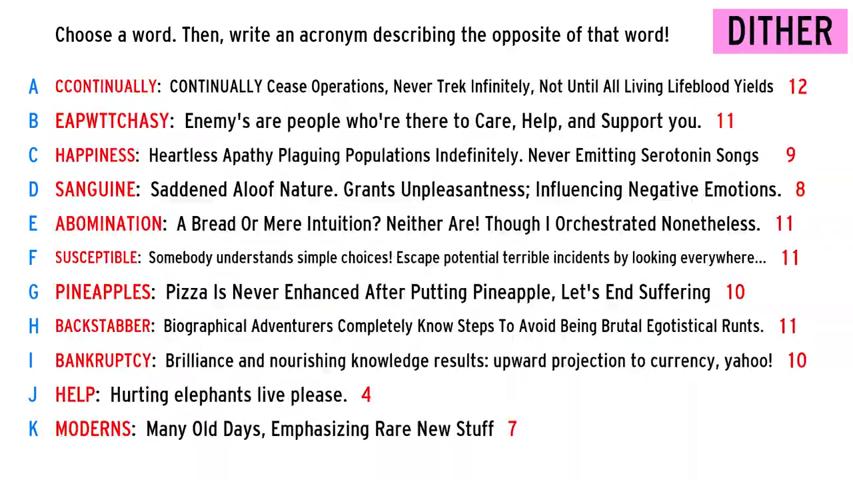 Choose a word. Then, write an acronym describing the opposite of that word!
DITHER
A CCONTINUALLY: CONTINUALLY Cease Operations, Never Trek Infinitely, Not Until All Living Lifeblood Yields 12
B EAPWTTCHASY: Enemy's are people who're there to Care, Help, and Support you. 11
C HAPPINESS: Heartless Apathy Plaguing Populations Indefinitely. Never Emitting Serotonin Songs 9
D SANGUINE: Saddened Aloof Nature. Grants Unpleasantness; Influencing Negative Emotions. 8
E ABOMINATION: A Bread Or Mere Intuition? Neither Are! Though I Orchestrated Nonetheless. 11
F SUSCEPTIBLE: Somebody understands simple choices! Escape potential terrible incidents by looking everywhere... 11
G PINEAPPLES: Pizza Is Never Enhanced After Putting Pineapple, Let's End Suffering 10
H BACKSTABBER: Biographical Adventurers Completely Know Steps To Avoid Being Brutal Egotistical Runts. 11
I BANKRUPTCY: Brilliance and nourishing knowledge results: upward projection to currency, yahoo! 10
J HELP: Hurting elephants live please. 4
K MODERNS: Many Old Days, Emphasizing Rare New Stuff 7